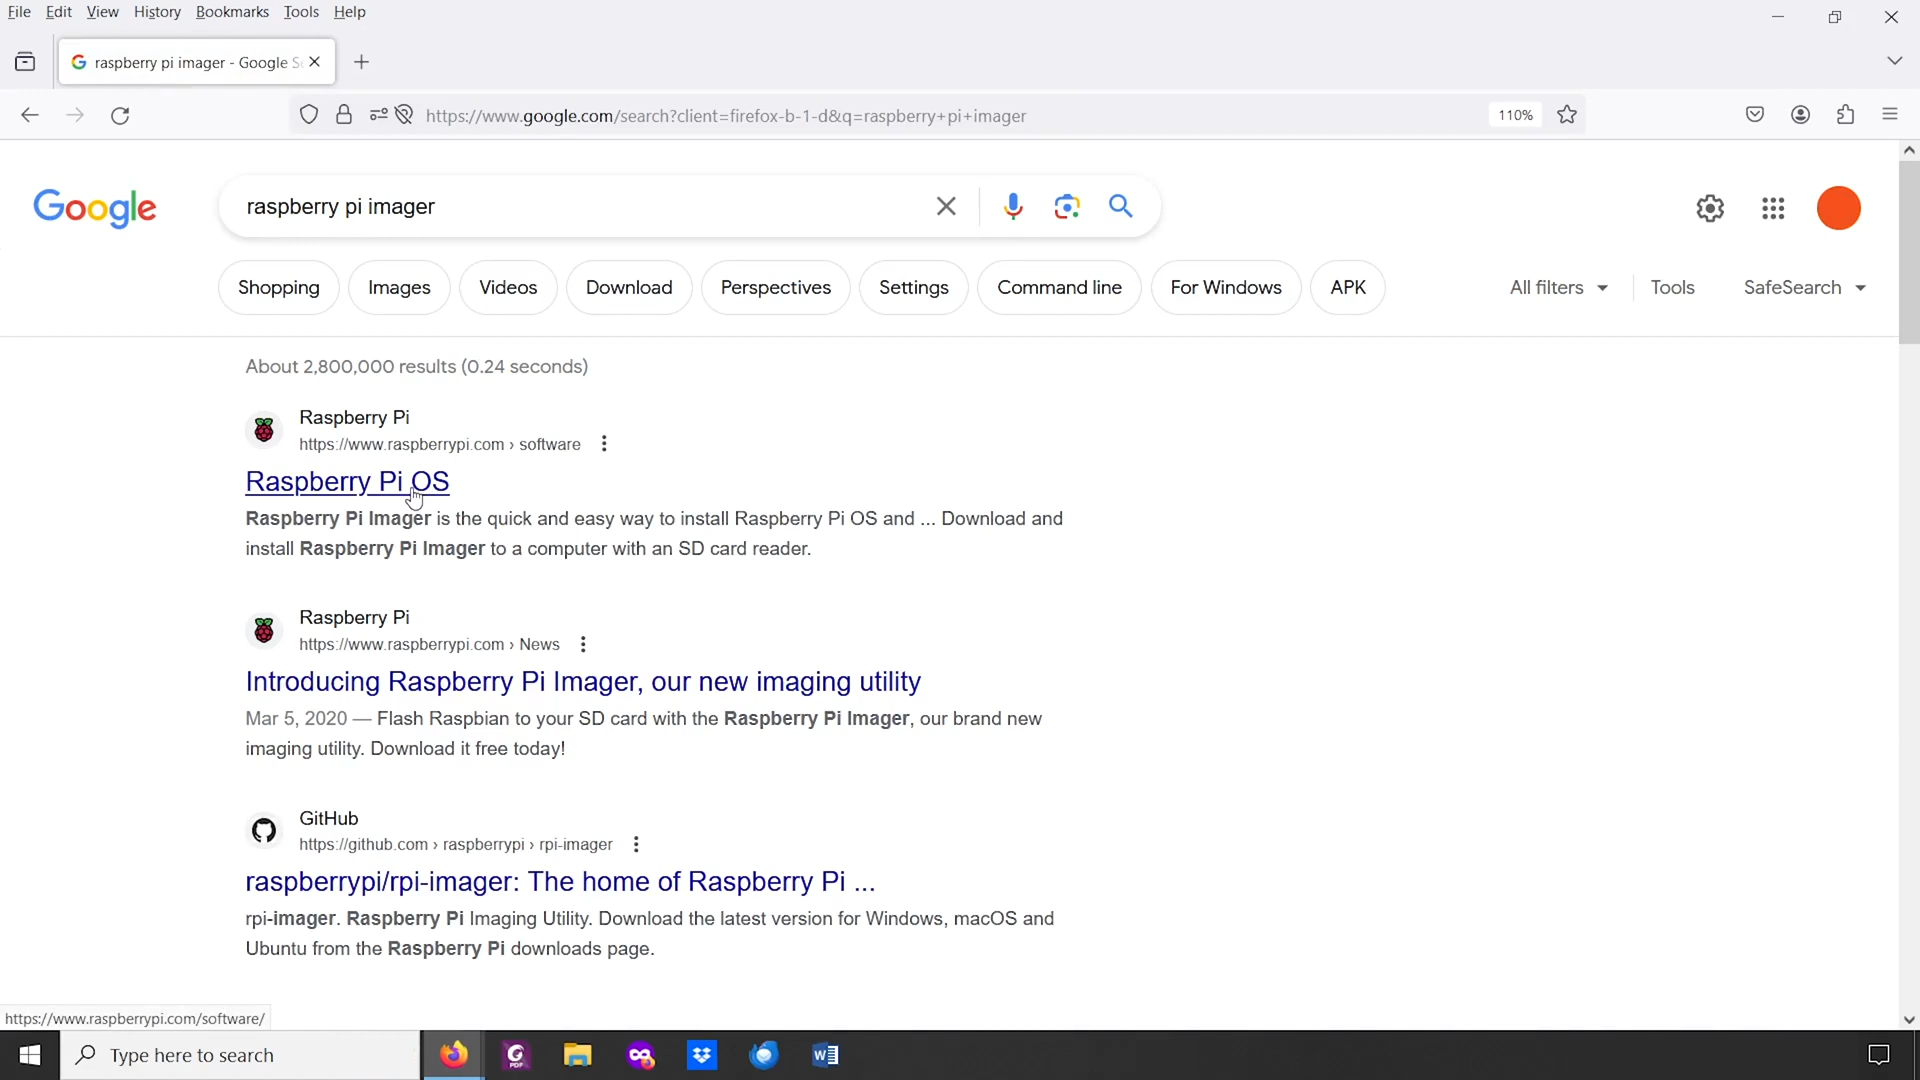 File Edit View History Bookmarks Tools Help
raspberry pi imager - Google S
https://www.google.com/search?client=firefox-b-1-d&q=raspberry+pi+imager 110%
Google raspberry pi imager
Shopping Images Videos Download Perspectives Settings Command line For Windows APK All filters Tools SafeSearch
About 2,800,000 results (0.24 seconds)
Raspberry Pi
https://www.raspberrypi.com › software
Raspberry Pi OS
Raspberry Pi Imager is the quick and easy way to install Raspberry Pi OS and ... Download and
install Raspberry Pi Imager to a computer with an SD card reader.
Raspberry Pi
https://www.raspberrypi.com › News
Introducing Raspberry Pi Imager, our new imaging utility
Mar 5, 2020 — Flash Raspbian to your SD card with the Raspberry Pi Imager, our brand new
imaging utility. Download it free today!
GitHub
https://github.com › raspberrypi › rpi-imager
raspberrypi/rpi-imager: The home of Raspberry Pi ...
rpi-imager. Raspberry Pi Imaging Utility. Download the latest version for Windows, macOS and
Ubuntu from the Raspberry Pi downloads page.
https://www.raspberrypi.com/software/
Type here to search G PDF W